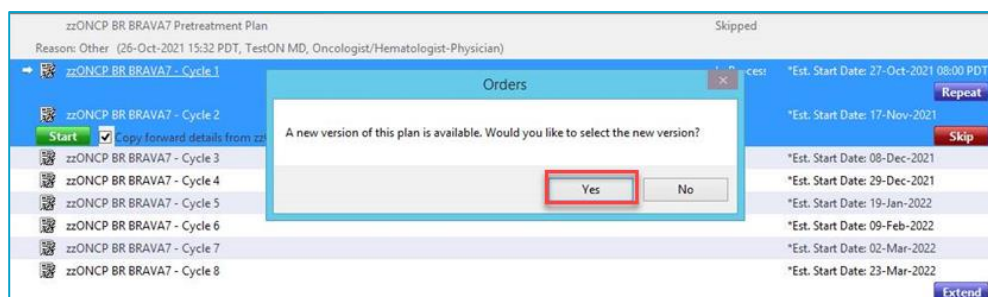 zzONCP BR BRAVA7 Pretreatment Plan Skipped
Reason: Other (26-Oct-2021 15:32 PDT, TestON MD, Oncologist/Hematologist-Physician)
zzONCP BR BRAVA7 - Cycle 1 *Est. Start Date: 27-Oct-2021 08:00 PDT
Orders
Repeat
zzONCP BR BRAVA7 - Cycle 2 *Est. Start Date: 17-Nov-2021
Start Copy forward details from Skip
A new version of this plan is available. Would you like to select the new version?
zzONCP BR BRAVA7 - Cycle 3 *Est. Start Date: 08-Dec-2021
zzONCP BR BRAVA7 - Cycle 4 *Est. Start Date: 29-Dec-2021
Yes No
zzONCP BR BRAVA7 - Cycle 5 *Est. Start Date: 19-Jan-2022
zzONCP BR BRAVA7 - Cycle 6 *Est. Start Date: 09-Feb-2022
zzONCP BR BRAVA7 - Cycle 7 *Est. Start Date: 02-Mar-2022
zzONCP BR BRAVA7 - Cycle 8 *Est. Start Date: 23-Mar-2022
Extend